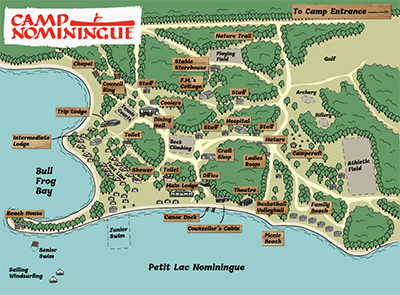 CAMP
NOMININGUE
To Camp Entrance
Nature Trail
Chapel
Playing
Field
Golf
Stable
Storehouse
F.M.'s
Cottage
Council
Ring
Staff
Staff
Archery
Coolers
Trip Lodge
Dining
Hall
Staff
Hospital
Staff
Riflery
Intermediate
Lodge
Toilet
Rock
Climbing
Nature
Craft
Shop
Ladies
Room
Campcraft
Athletic
Field
Bull
Frog
Bay
Shower
Toilet
Office
Main Lodge
Theatre
Beach House
Canoe Dock
Basketball
Volleyball
Family
Beach
Junior
Swim
Counsellor's Cabin
Picnic
Beach
Senior
Swim
Sailing
Windsurfing
Petit Lac Nominingue